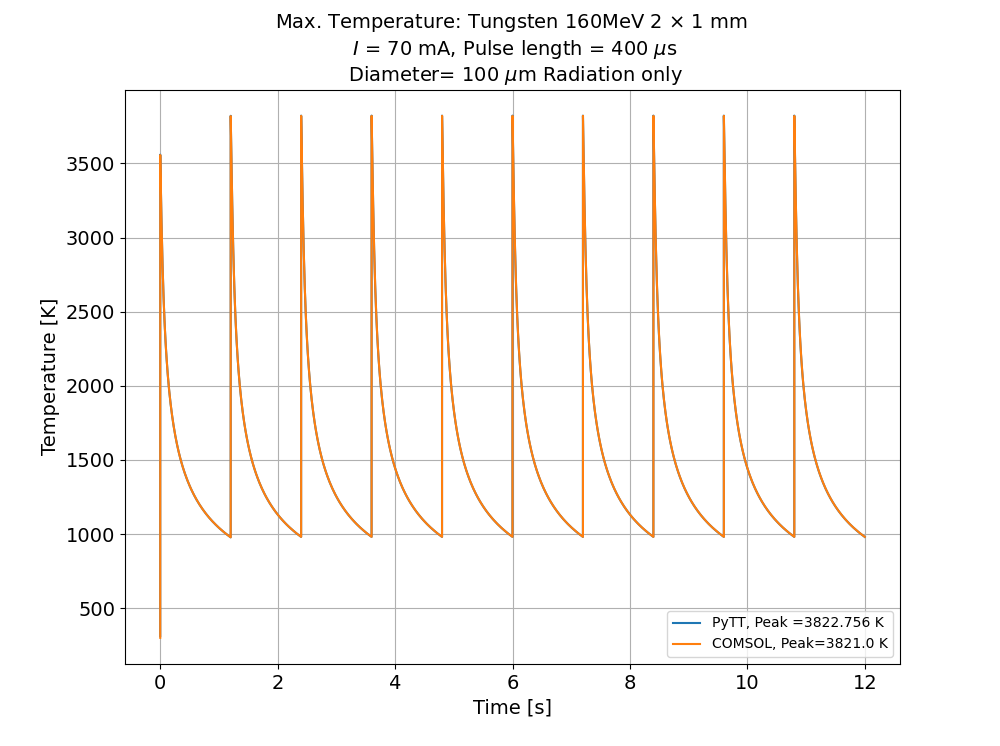 Max. Temperature: Tungsten 160MeV 2 × 1 mm
I = 70 mA, Pulse length = 400 μs
Diameter= 100 μm Radiation only
Temperature [K]
3500
3000
2500
2000
1500
1000
500
PyTT, Peak =3822.756 K
COMSOL, Peak=3821.0 K
0 2 4 6 8 10 12
Time [s]